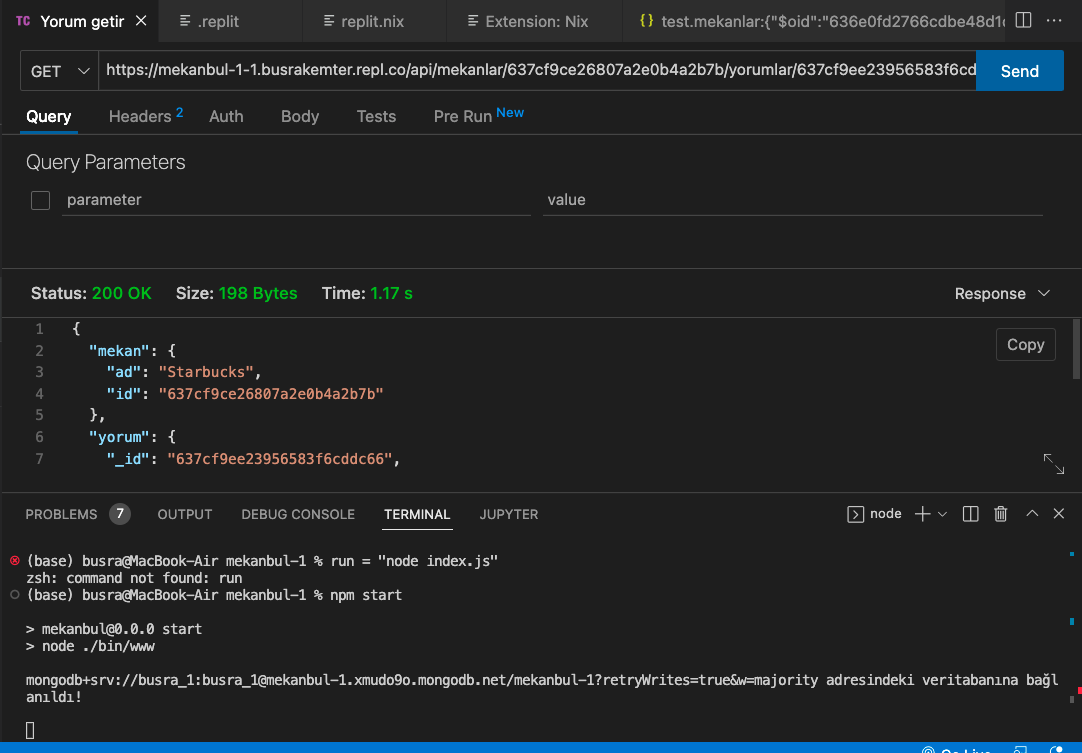 TC Yorum getir
.replit
replit.nix
Extension: Nix
{} test.mekanlar:{"$oid":"636e0fd2766cdbe48d1
GET
https://mekanbul-1-1.busrakemter.repl.co/api/mekanlar/637cf9ce26807a2e0b4a2b7b/yorumlar/637cf9ee23956583f6cd
Send
Query
Headers 2
Auth
Body
Tests
Pre Run New
Query Parameters
parameter
value
Status: 200 OK
Size: 198 Bytes
Time: 1.17 s
Response
Copy
1 {
2 "mekan": {
3 "ad": "Starbucks",
4 "id": "637cf9ce26807a2e0b4a2b7b"
5 },
6 "yorum": {
7 "_id": "637cf9ee23956583f6cddc66",
PROBLEMS 7
OUTPUT
DEBUG CONSOLE
TERMINAL
JUPYTER
node
(base) busra@MacBook-Air mekanbul-1 % run = "node index.js"
zsh: command not found: run
(base) busra@MacBook-Air mekanbul-1 % npm start
> mekanbul@0.0.0 start
> node ./bin/www
mongodb+srv://busra_1:busra_1@mekanbul-1.xmudo9o.mongodb.net/mekanbul-1?retryWrites=true&w=majority adresindeki veritabanına bağl
anıldı!
Go Live